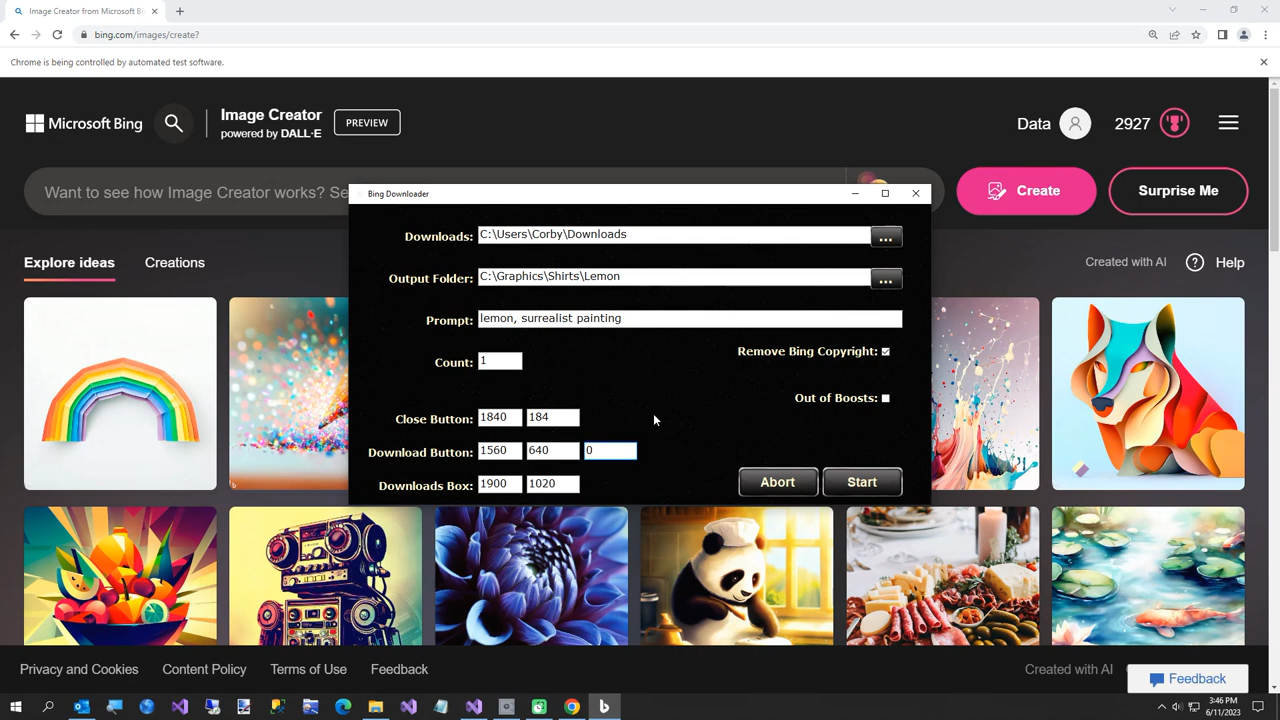 Image Creator from Microsoft Bi
bing.com/images/create?
Chrome is being controlled by automated test software.
Microsoft Bing
Image Creator
powered by DALL·E
PREVIEW
Data
2927
Want to see how Image Creator works? Se
Create
Surprise Me
Explore ideas
Creations
Created with AI
Help
Bing Downloader
Downloads: C:\Users\Corby\Downloads ...
Output Folder: C:\Graphics\Shirts\Lemon ...
Prompt: lemon, surrealist painting
Remove Bing Copyright:
Count: 1
Out of Boosts:
Close Button: 1840 184
Download Button: 1560 640 0
Downloads Box: 1900 1020
Abort
Start
Privacy and Cookies
Content Policy
Terms of Use
Feedback
Created with AI
Feedback
3:46 PM
6/11/2023